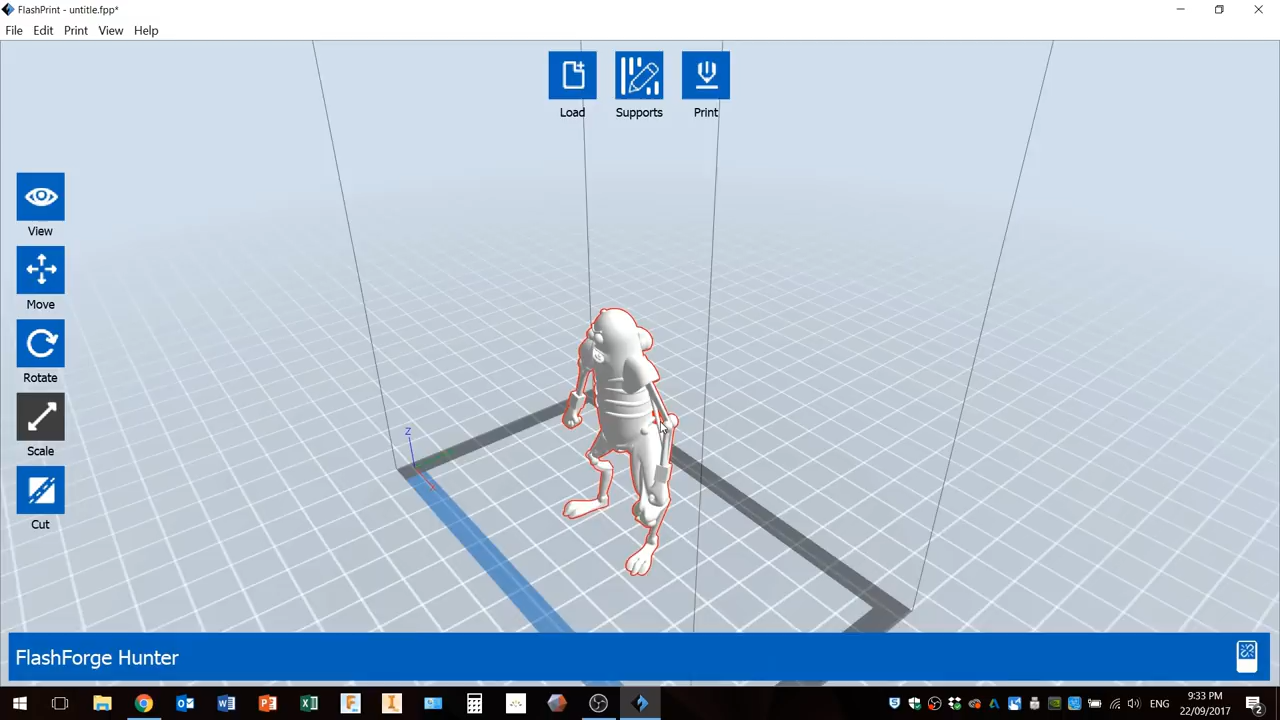 FlashPrint - untitle.fpp*
File Edit Print View Help
Load Supports Print
View
Move
Rotate
Scale
Cut
Z
FlashForge Hunter
ENG
9:33 PM
22/09/2017
2